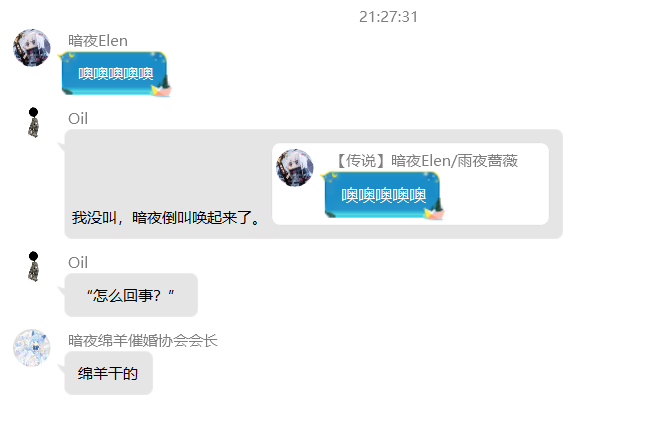 21:27:31
暗夜Elen
噢噢噢噢噢
Oil
【传说】暗夜Elen/雨夜薔薇
噢噢噢噢噢
我没叫，暗夜倒叫唤起来了。
Oil
“怎么回事？”
暗夜绵羊催婚协会会长
绵羊干的